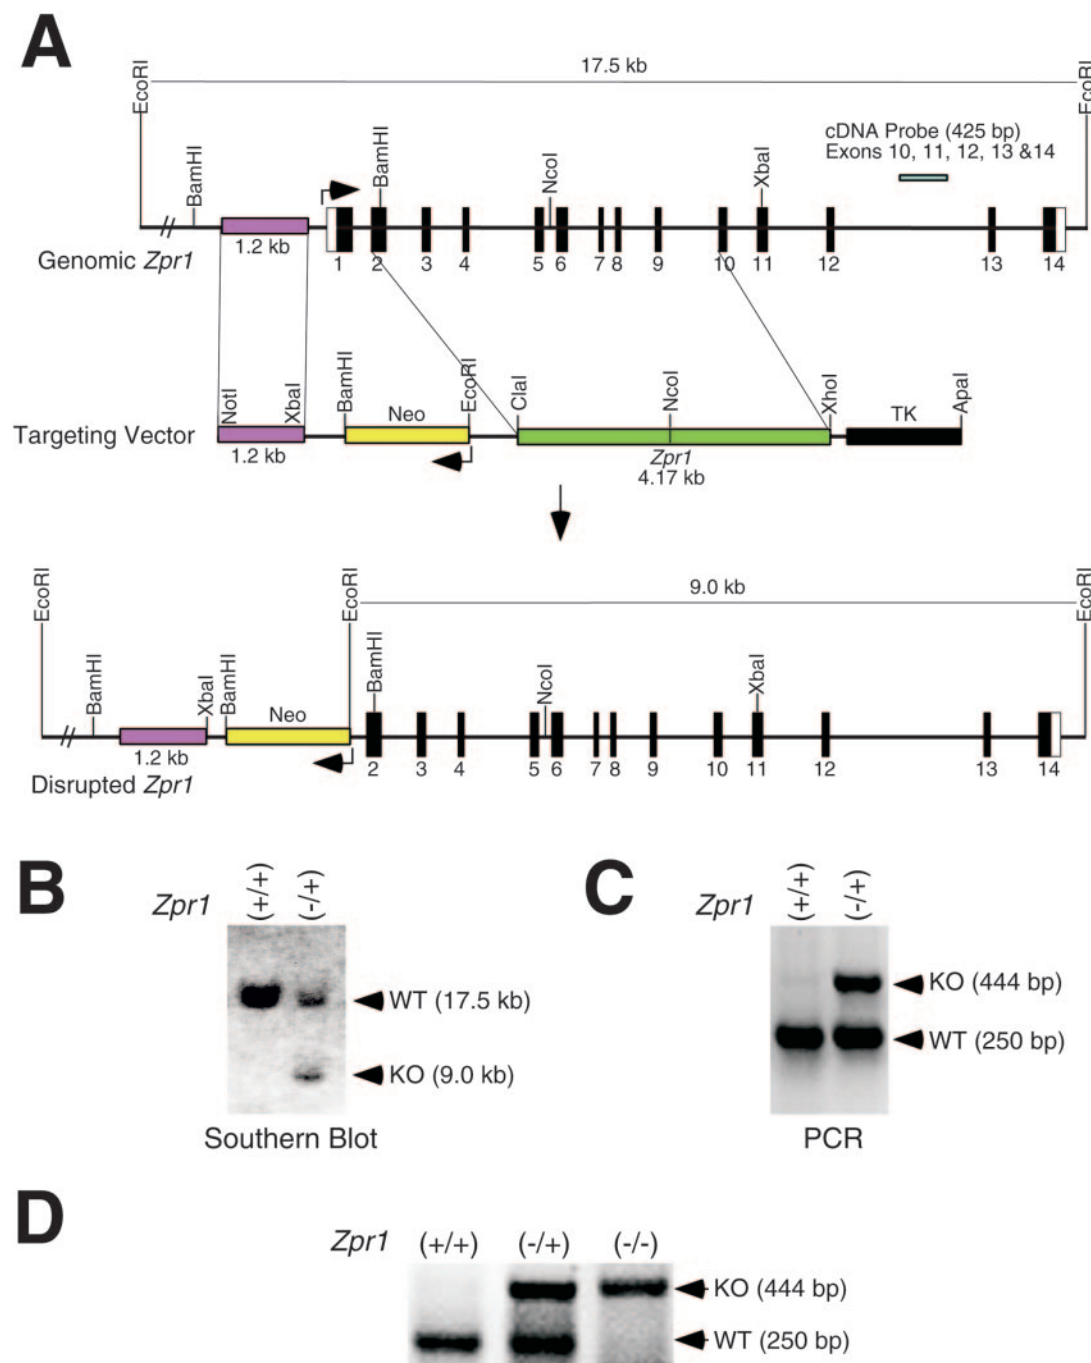 A
EcoRI
17.5 kb
EcoRI
cDNA Probe (425 bp)
Exons 10, 11, 12, 13 &14
BamHI
BamHI
NcoI
XbaI
1.2 kb
Genomic Zpr1
1 2 3 4 5 6 7 8 9 10 11 12 13 14
NotI
XbaI
BamHI
Neo
EcoRI
ClaI
NcoI
XhoI
TK
ApaI
Targeting Vector
1.2 kb
Zpr1
4.17 kb
EcoRI
EcoRI
9.0 kb
EcoRI
BamHI
XbaI
BamHI
Neo
BamHI
NcoI
XbaI
1.2 kb
2 3 4 5 6 7 8 9 10 11 12 13 14
Disrupted Zpr1
B
Zpr1 (+/+) (-/+)
WT (17.5 kb)
KO (9.0 kb)
Southern Blot
C
Zpr1 (+/+) (-/+)
KO (444 bp)
WT (250 bp)
PCR
D
Zpr1 (+/+) (-/+) (-/-)
KO (444 bp)
WT (250 bp)